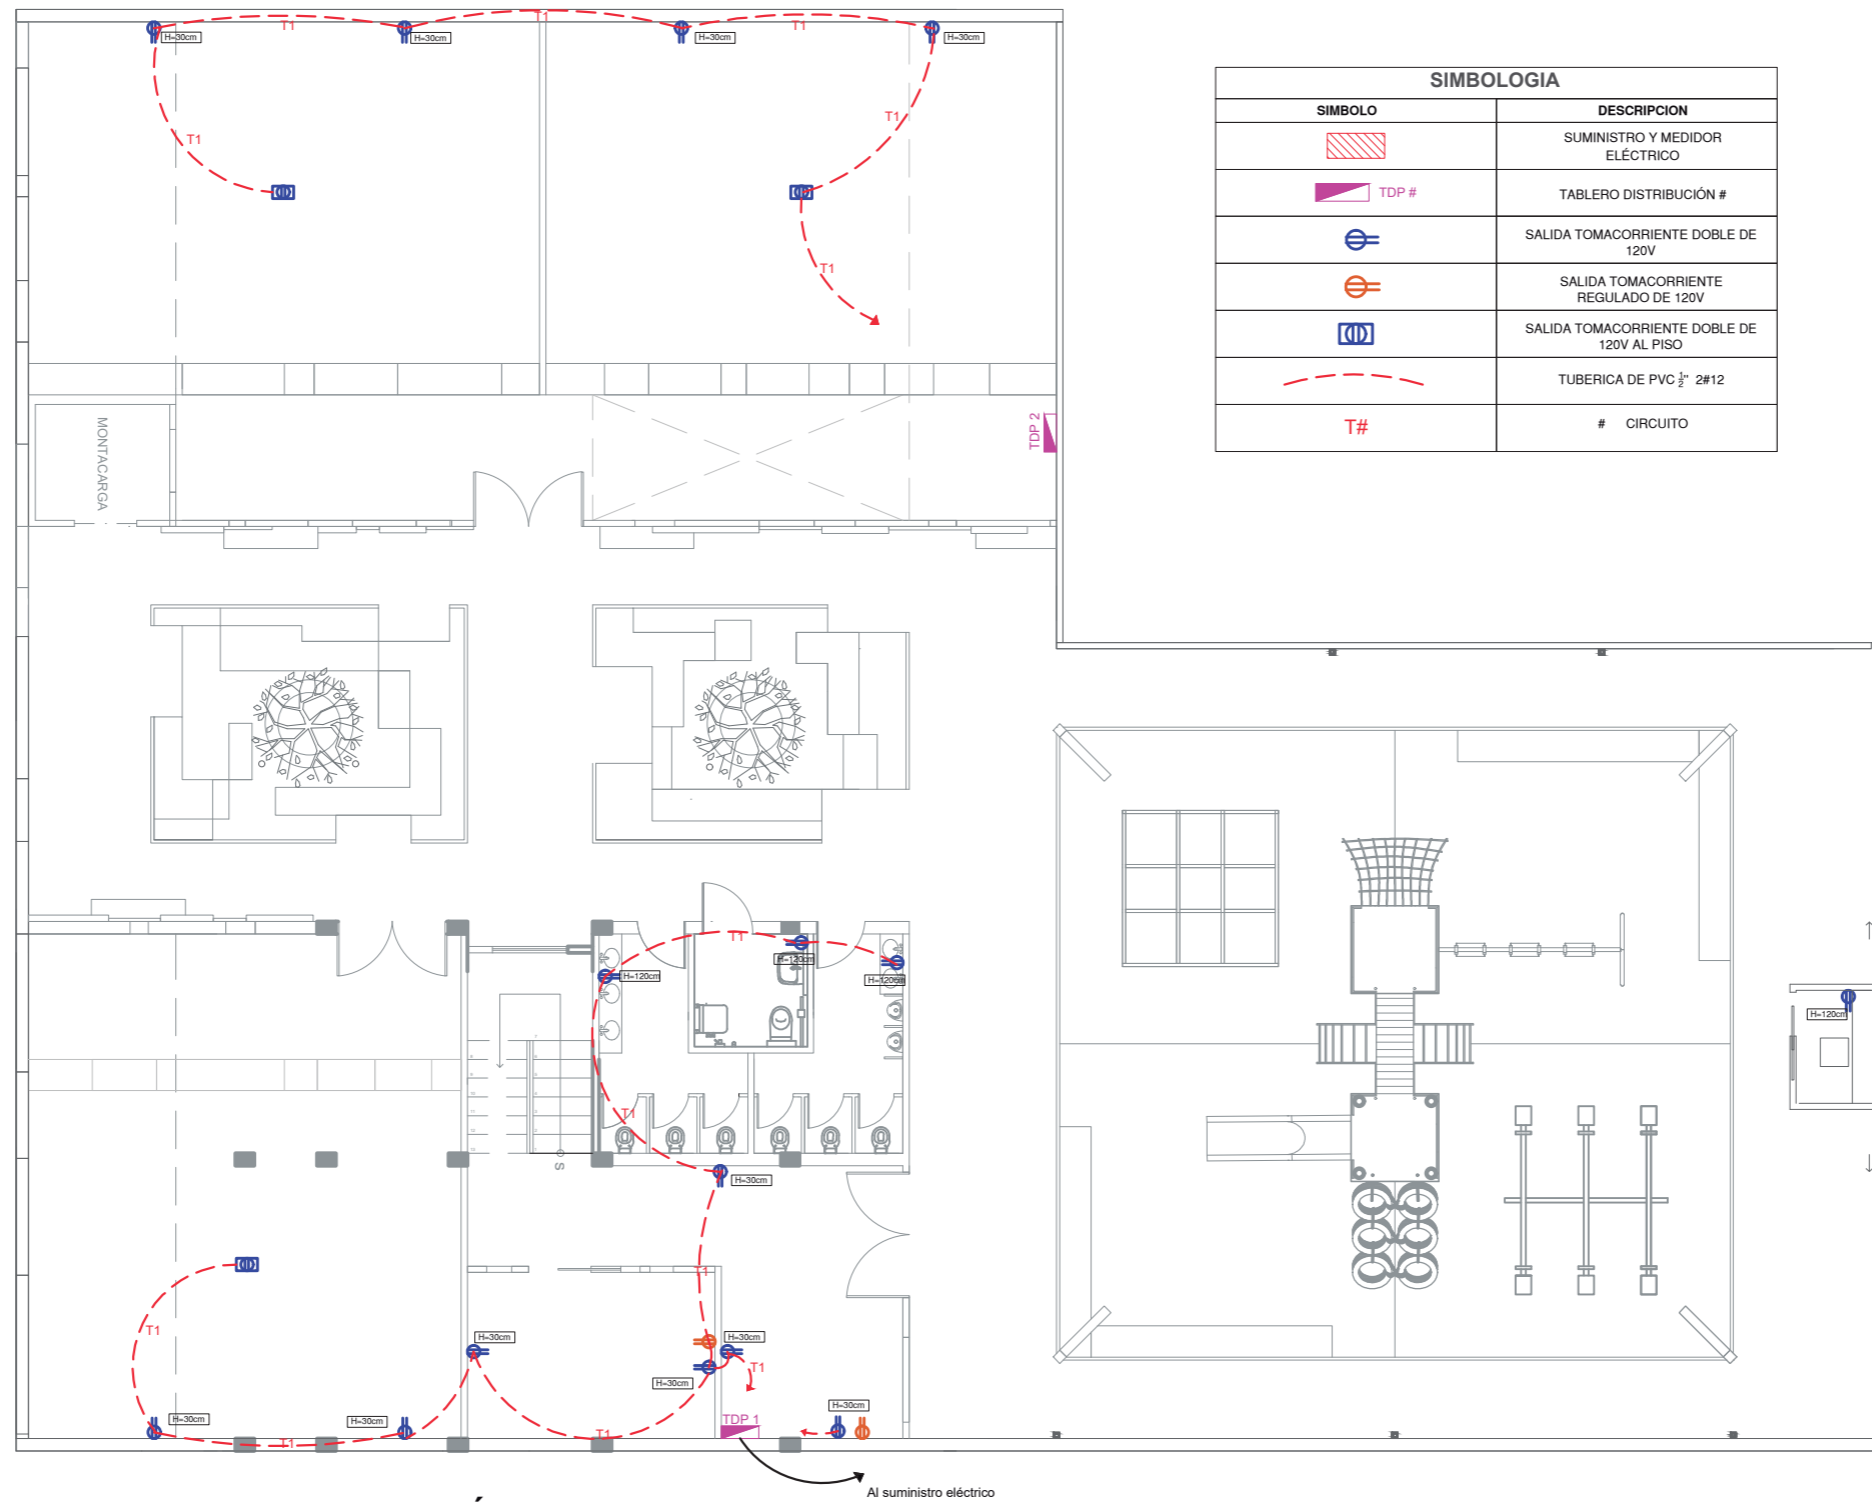 T1
T1
T1
H=30cm
H=30cm
H=30cm
H=30cm
T1
T1
T1
SIMBOLOGIA
SIMBOLO
DESCRIPCION
SUMINISTRO Y MEDIDOR
ELÉCTRICO
TDP #
TABLERO DISTRIBUCIÓN #
SALIDA TOMACORRIENTE DOBLE DE
120V
SALIDA TOMACORRIENTE
REGULADO DE 120V
SALIDA TOMACORRIENTE DOBLE DE
120V AL PISO
TUBERICA DE PVC ½" 2#12
T#
# CIRCUITO
MONTACARGA
TDP 2
T1
H=120cm
H=120cm
H=120cm
H=120cm
T1
S
H=30cm
T1
T1
H=30cm
H=30cm
T1
H=30cm
H=30cm
H=30cm
H=30cm
TDP 1
T1
T1
Al suministro eléctrico